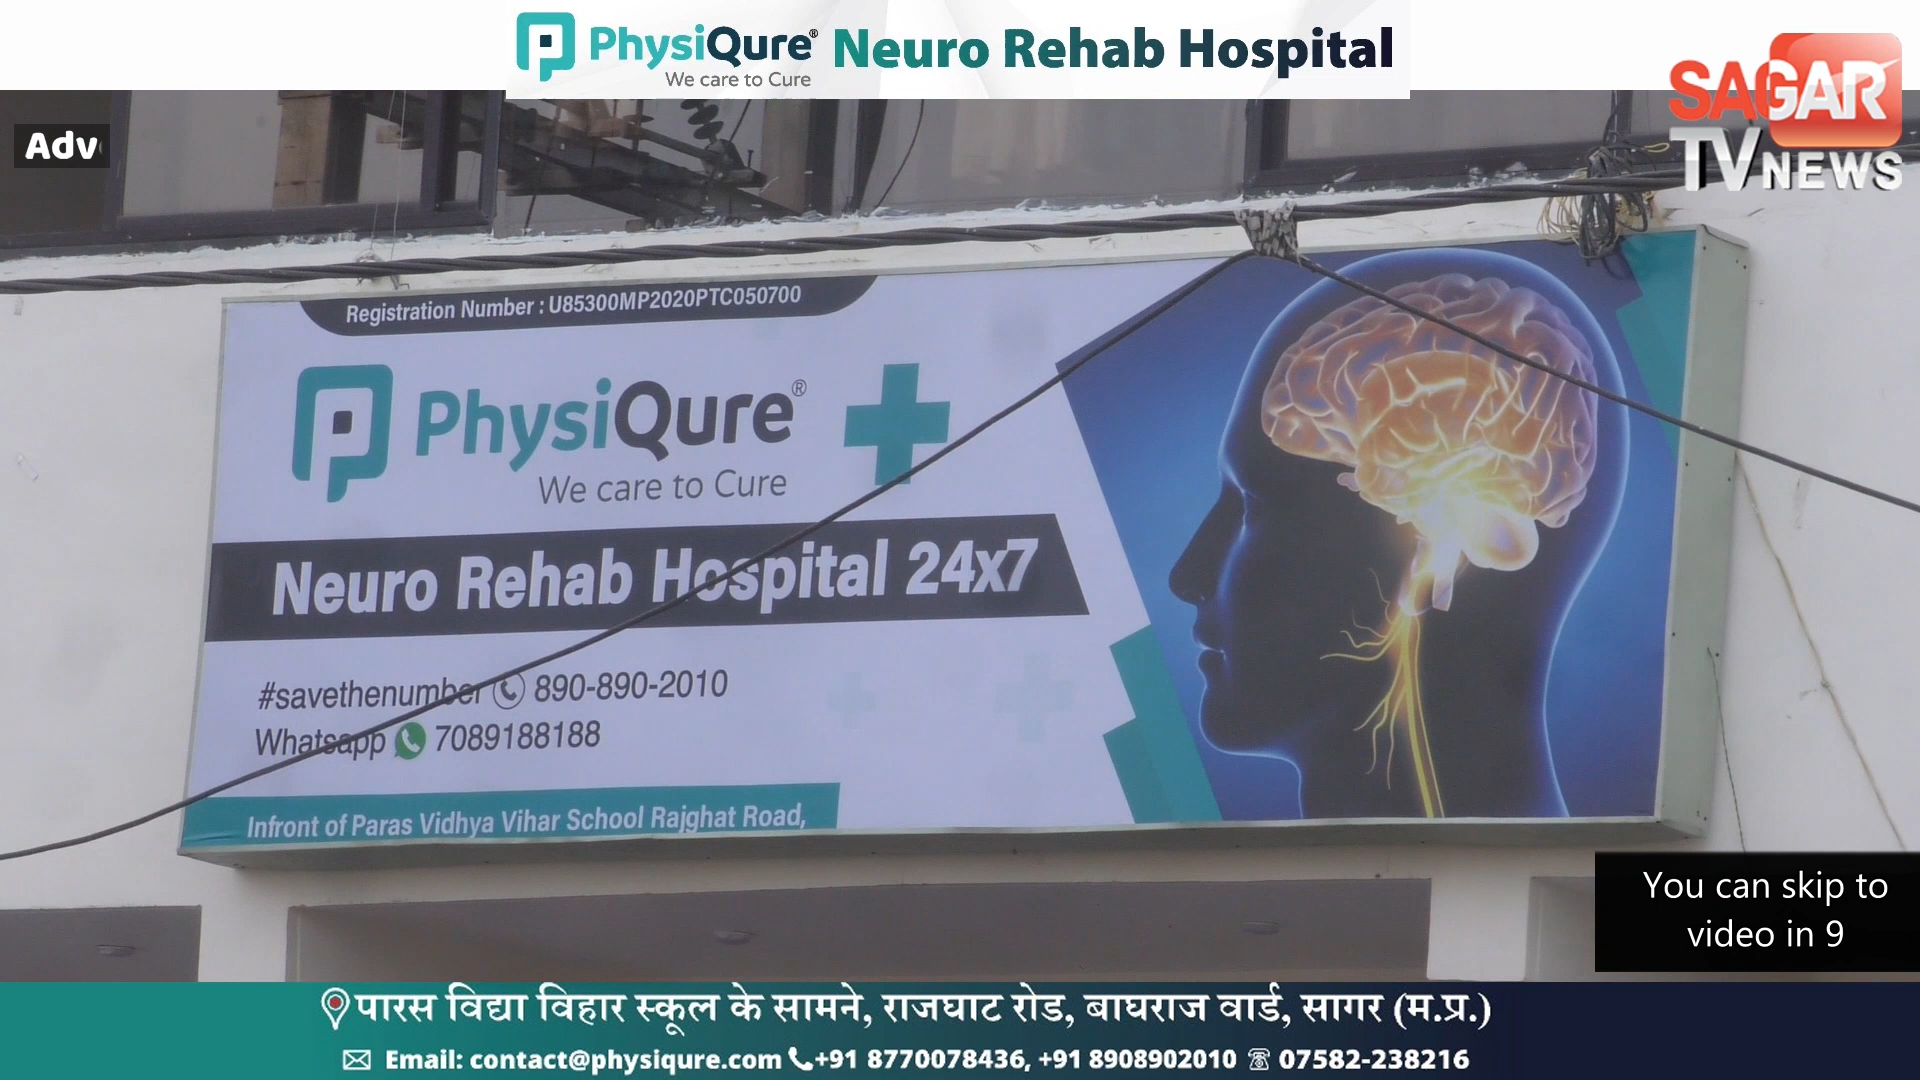 PhysiQure® Neuro Rehab Hospital
We care to Cure
SAGAR
TV NEWS
Adv
Registration Number : U85300MP2020PTC050700
PhysiQure®
We care to Cure
Neuro Rehab Hospital 24x7
#savethenumber 890-890-2010
Whatsapp 7089188188
Infront of Paras Vidhya Vihar School Rajghat Road,
You can skip to
video in 9
पारस विद्या विहार स्कूल के सामने, राजघाट रोड, बाघराज वार्ड, सागर (म.प्र.)
Email: contact@physiqure.com +91 8770078436, +91 8908902010 07582-238216